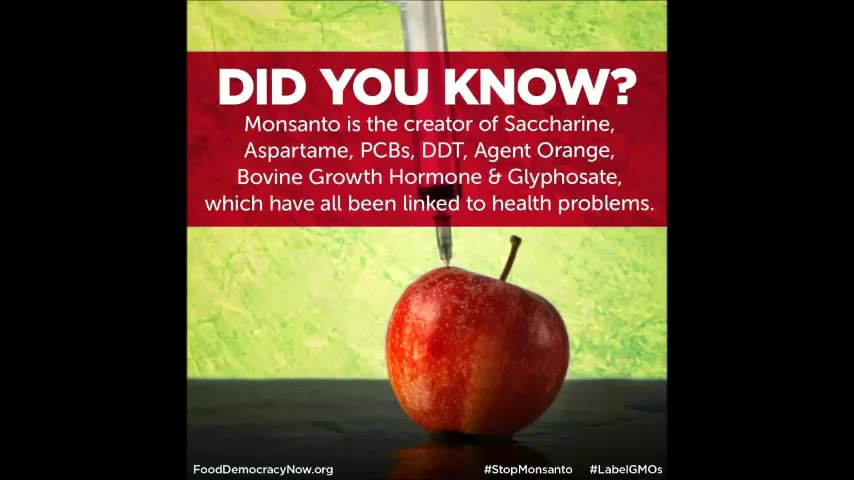 DID YOU KNOW?
Monsanto is the creator of Saccharine,
Aspartame, PCBs, DDT, Agent Orange,
Bovine Growth Hormone & Glyphosate,
which have all been linked to health problems.
FoodDemocracyNow.org
#StopMonsanto #LabelGMOs